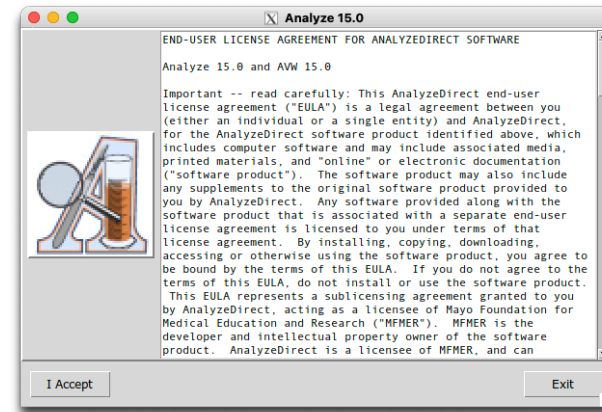 Analyze 15.0
END-USER LICENSE AGREEMENT FOR ANALYZEDIRECT SOFTWARE
Analyze 15.0 and AVW 15.0
Important -- read carefully: This AnalyzeDirect end-user
license agreement ("EULA") is a legal agreement between you
(either an individual or a single entity) and AnalyzeDirect,
for the AnalyzeDirect software product identified above, which
includes computer software and may include associated media,
printed materials, and "online" or electronic documentation
("software product"). The software product may also include
any supplements to the original software product provided to
you by AnalyzeDirect. Any software provided along with the
software product that is associated with a separate end-user
license agreement is licensed to you under terms of that
license agreement. By installing, copying, downloading,
accessing or otherwise using the software product, you agree to
be bound by the terms of this EULA. If you do not agree to the
terms of this EULA, do not install or use the software product.
This EULA represents a sublicensing agreement granted to you
by AnalyzeDirect, acting as a licensee of Mayo Foundation for
Medical Education and Research ("MFMER"). MFMER is the
developer and intellectual property owner of the software
product. AnalyzeDirect is a licensee of MFMER, and can
I Accept
Exit